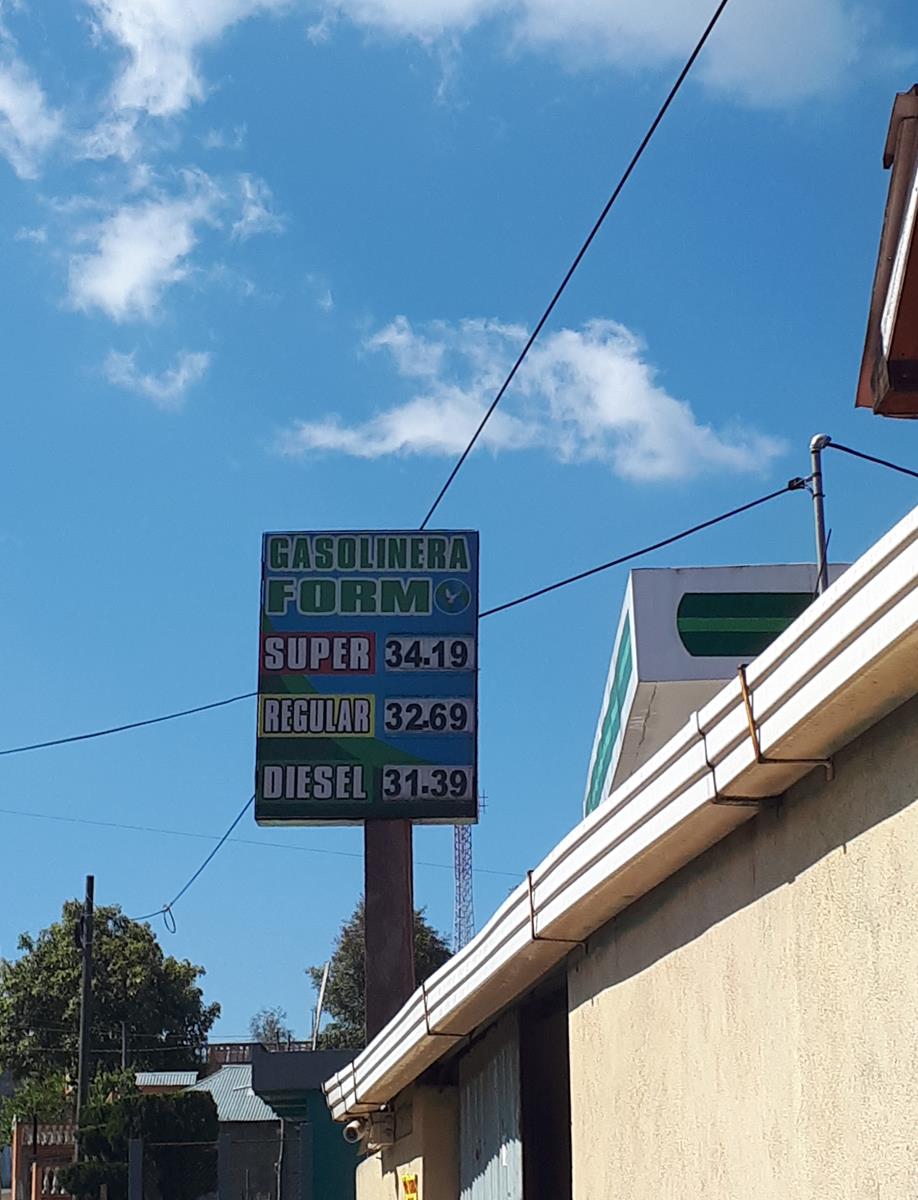 GASOLINERA
FORM
SUPER 34.19
REGULAR 32.69
DIESEL 31.39